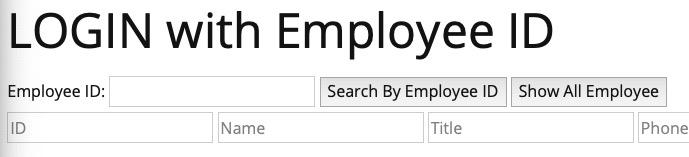 LOGIN with Employee ID
Employee ID: Search By Employee ID Show All Employee
ID Name Title Phone